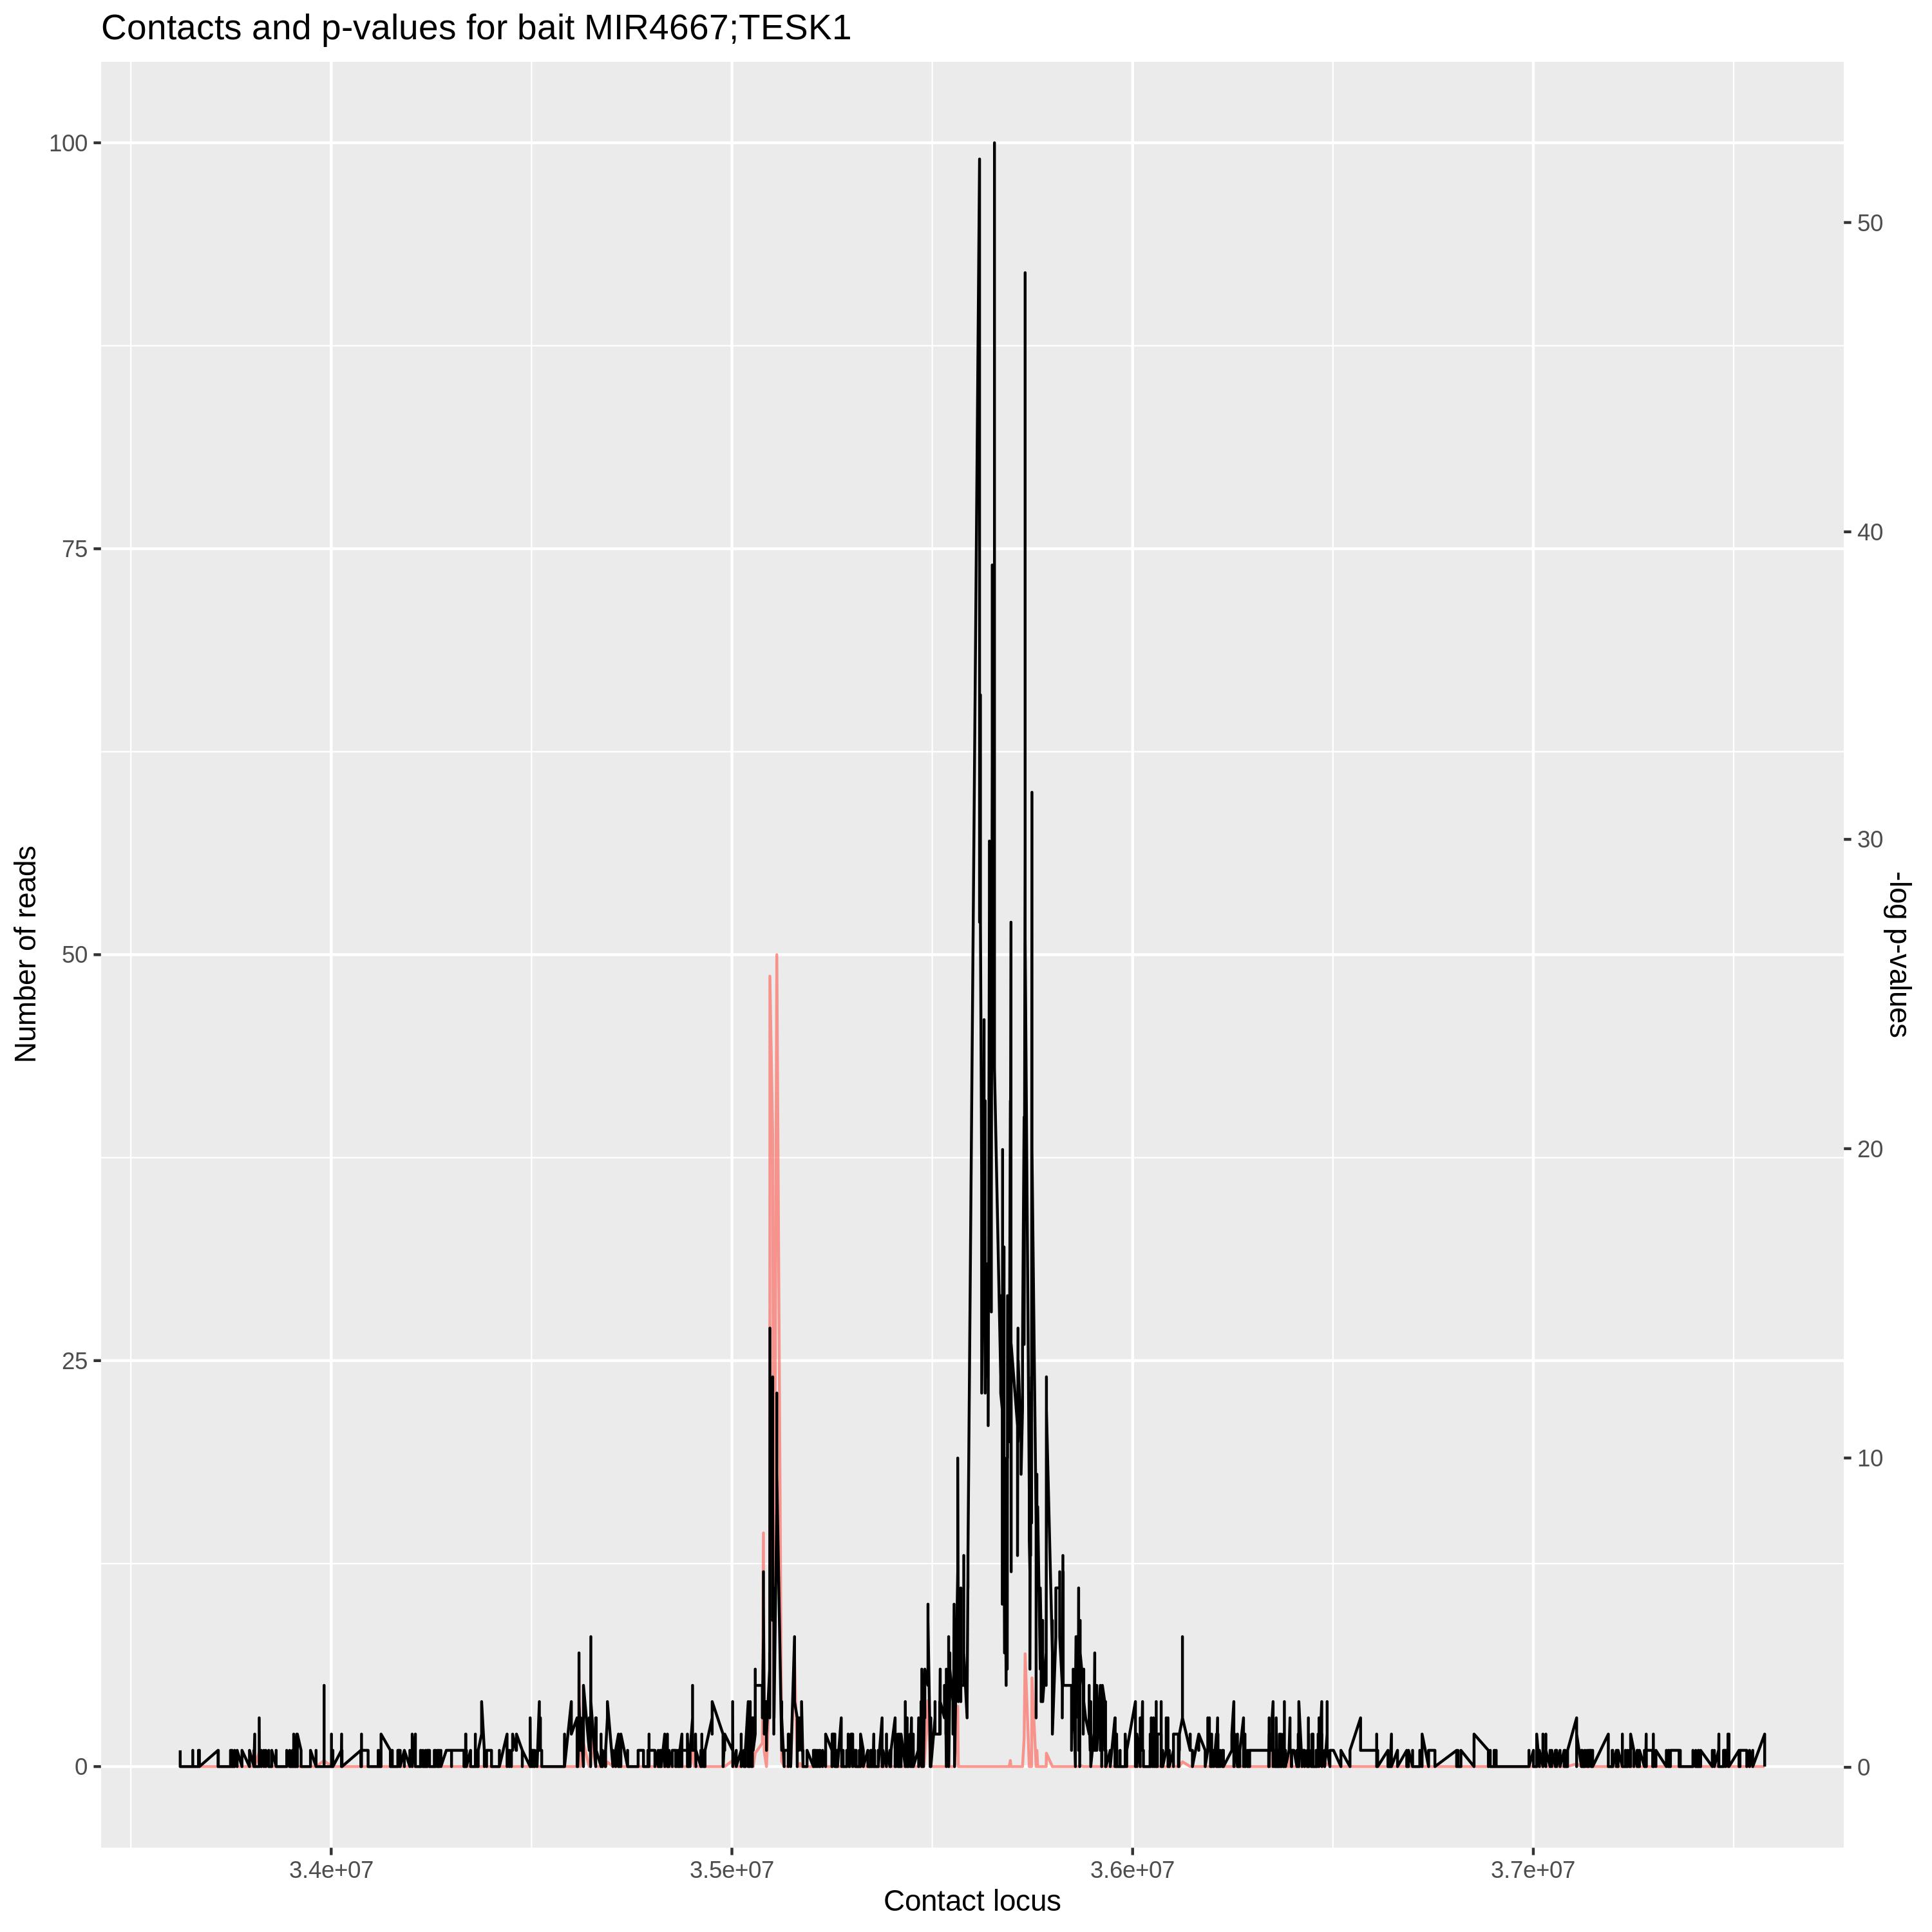 Contacts and p-values for bait MIR4667;TESK1
100
75
50
25
0
Number of reads
50
40
30
20
10
0
-log p-values
3.4e+07 3.5e+07 3.6e+07 3.7e+07
Contact locus